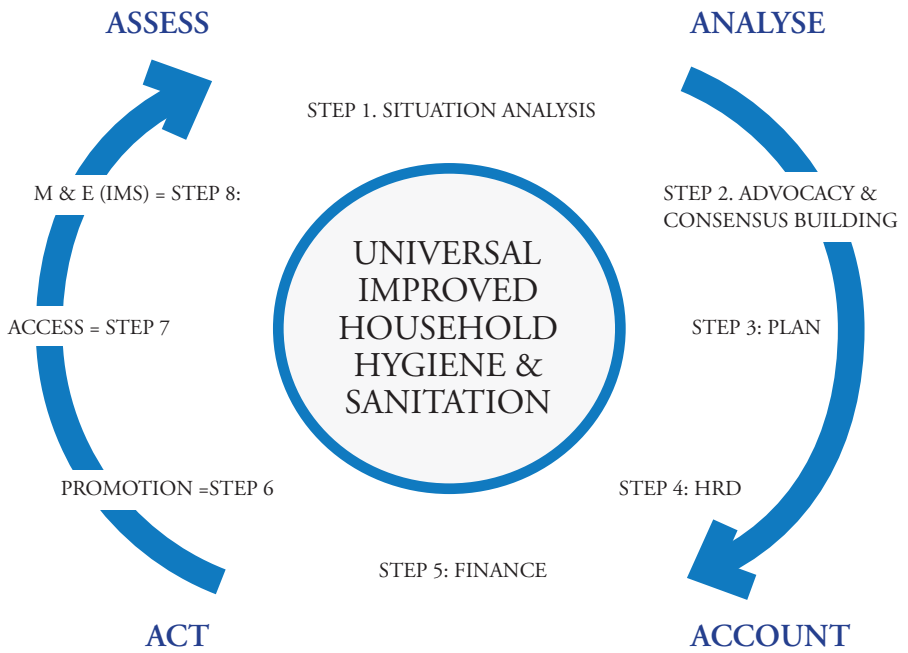 ASSESS
ANALYSE
STEP 1. SITUATION ANALYSIS
M & E (IMS) = STEP 8:
STEP 2. ADVOCACY &
CONSENSUS BUILDING
UNIVERSAL
IMPROVED
HOUSEHOLD
HYGIENE &
SANITATION
ACCESS = STEP 7
STEP 3: PLAN
PROMOTION =STEP 6
STEP 4: HRD
STEP 5: FINANCE
ACT
ACCOUNT